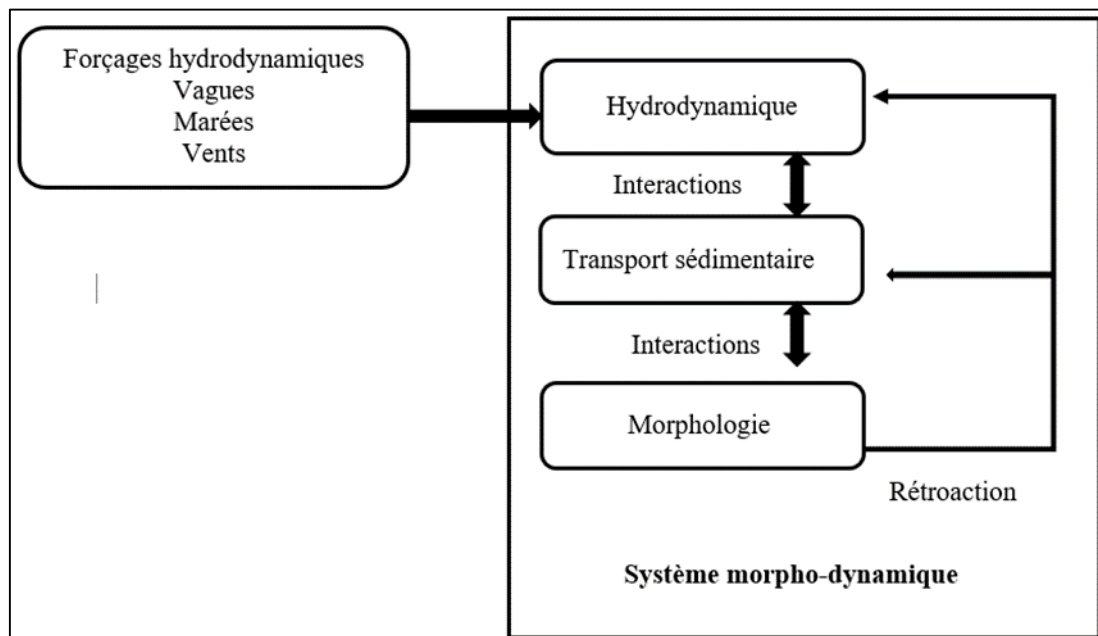 Forçages hydrodynamiques
Vagues
Marées
Vents
Hydrodynamique
Interactions
Transport sédimentaire
Interactions
Morphologie
Rétroaction
Système morpho-dynamique